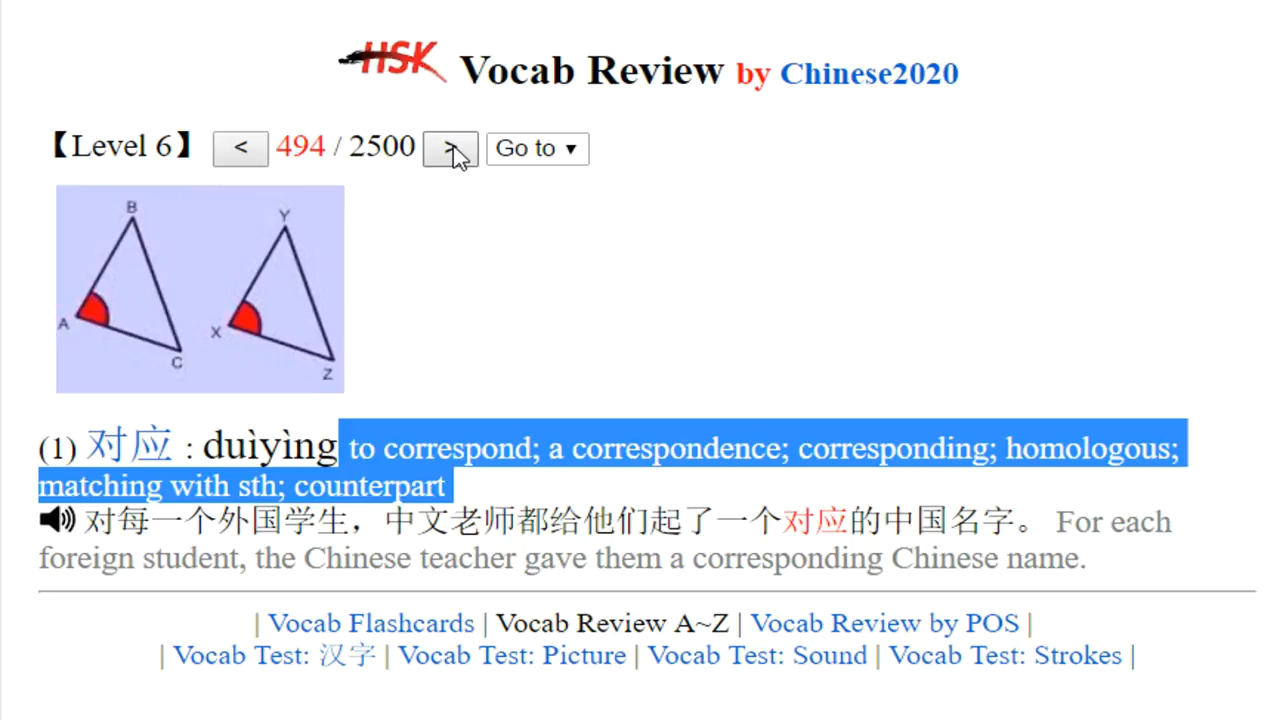 HSK Vocab Review by Chinese2020
【Level 6】 < 494 / 2500 > Go to ▼
B
Y
A
X
C
Z
(1) 对应 : duìyìng to correspond; a correspondence; corresponding; homologous;
matching with sth; counterpart
对每一个外国学生，中文老师都给他们起了一个对应的中国名字。 For each
foreign student, the Chinese teacher gave them a corresponding Chinese name.
| Vocab Flashcards | Vocab Review A~Z | Vocab Review by POS |
| Vocab Test: 汉字 | Vocab Test: Picture | Vocab Test: Sound | Vocab Test: Strokes |